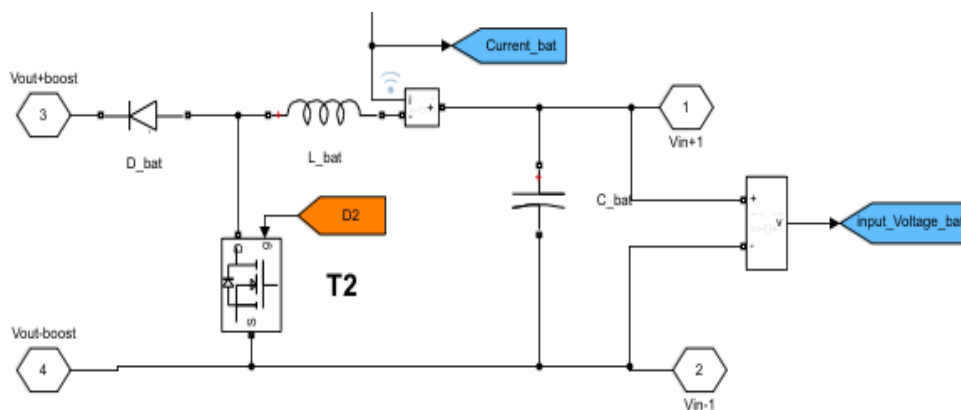 Current_bat
Vout+boost
3
D_bat
L_bat
i
+
-
1
Vin+1
+
C_bat
D2
g
D
S
T2
+
-
v
input_Voltage_bat
Vout-boost
4
2
Vin-1